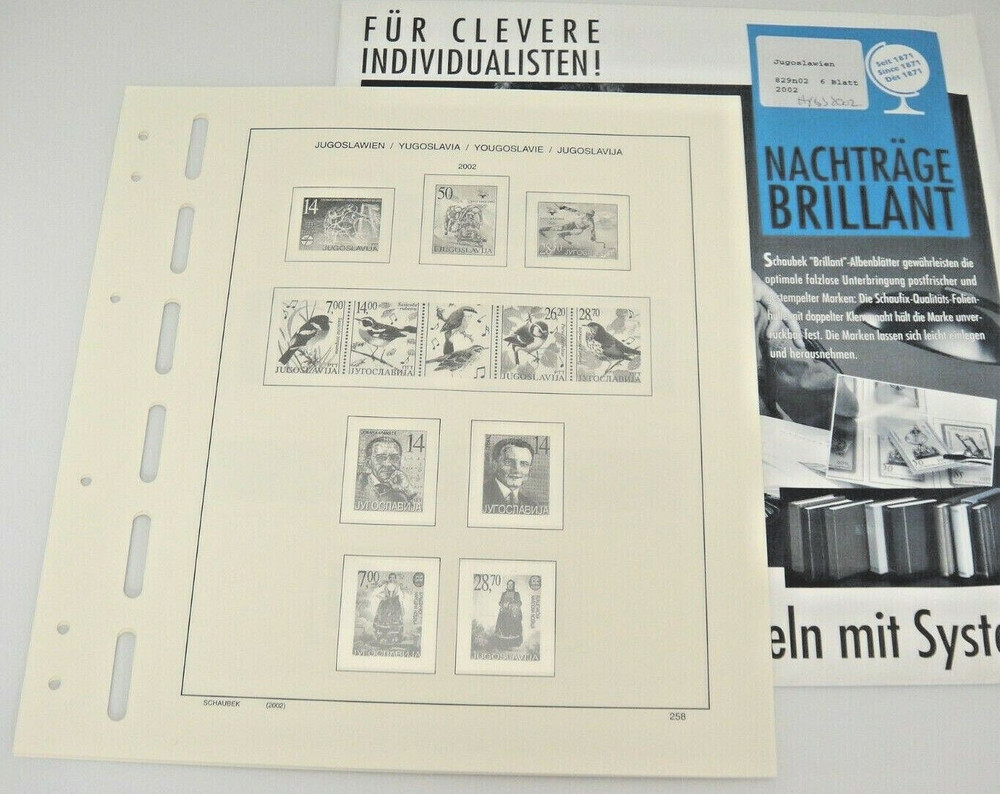 FÜR CLEVERE
INDIVIDUALISTEN!
Jugoslawien
829n02 6 Blatt
2002
Seit 1871
Since 1871
Dès 1871
NACHTRÄGE
BRILLANT
Schaubek "Brillant"-Albenblätter gewährleisten die
optimale falzlose Unterbringung postfrischer und
gestempelter Marken: Die Schaufix-Qualitäts-Folien-
mit doppelter Klemmnaht hält die Marke unver-
fest. Die Marken lassen sich leicht einlegen
und herausnehmen.
eln mit Syste
JUGOSLAWIEN / YUGOSLAVIA / YOUGOSLAVIE / JUGOSLAVIJA
2002
14
JUGOSLAVIJA
50
JUGOSLAVIJA
7,00
JUGOSLAVIJA
14,00
ЈУГОСЛАВИЈА
26,20
JUGOSLAVIJA
28,70
ЈУГОСЛАВИЈА
14
ЈУГОСЛАВИЈА
14
ЈУГОСЛАВИЈА
7,00
ЈУГОСЛАВИЈА
28,70
JUGOSLAVIJA
SCHAUBEK (2002)
258